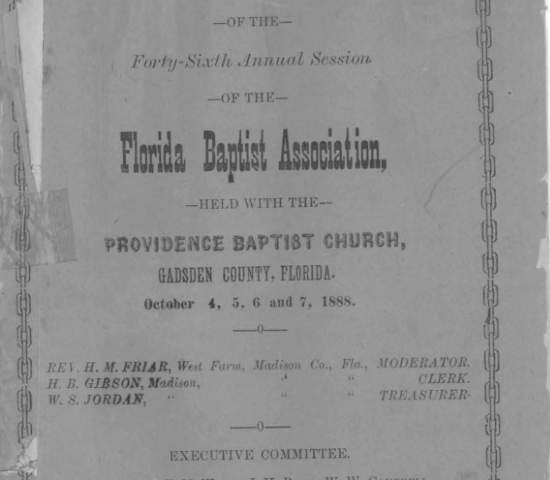 —OF THE—
Forty-Sixth Annual Session
—OF THE—
Florida Baptist Association,
—HELD WITH THE—
PROVIDENCE BAPTIST CHURCH,
GADSDEN COUNTY, FLORIDA.
October 4, 5, 6 and 7, 1888.
——0——
REV. H. M. FRIAR, West Farm, Madison Co., Fla., MODERATOR.
H. B. GIBSON, Madison, " " CLERK.
W. S. JORDAN, " " " TREASURER.
——0——
EXECUTIVE COMMITTEE.